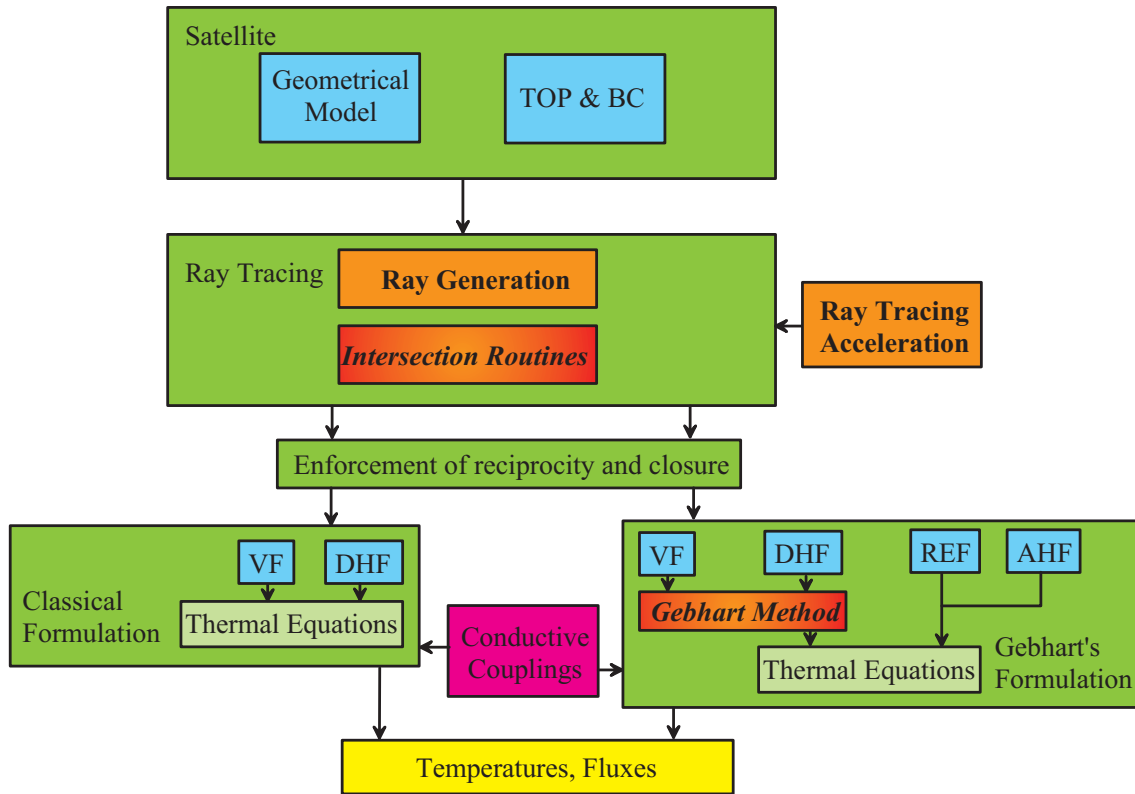 Satellite
Geometrical
Model
TOP & BC
Ray Tracing
Ray Generation
Intersection Routines
Ray Tracing
Acceleration
Enforcement of reciprocity and closure
VF
DHF
Classical
Formulation
Thermal Equations
Conductive
Couplings
VF
DHF
REF
AHF
Gebhart Method
Thermal Equations
Gebhart's
Formulation
Temperatures, Fluxes